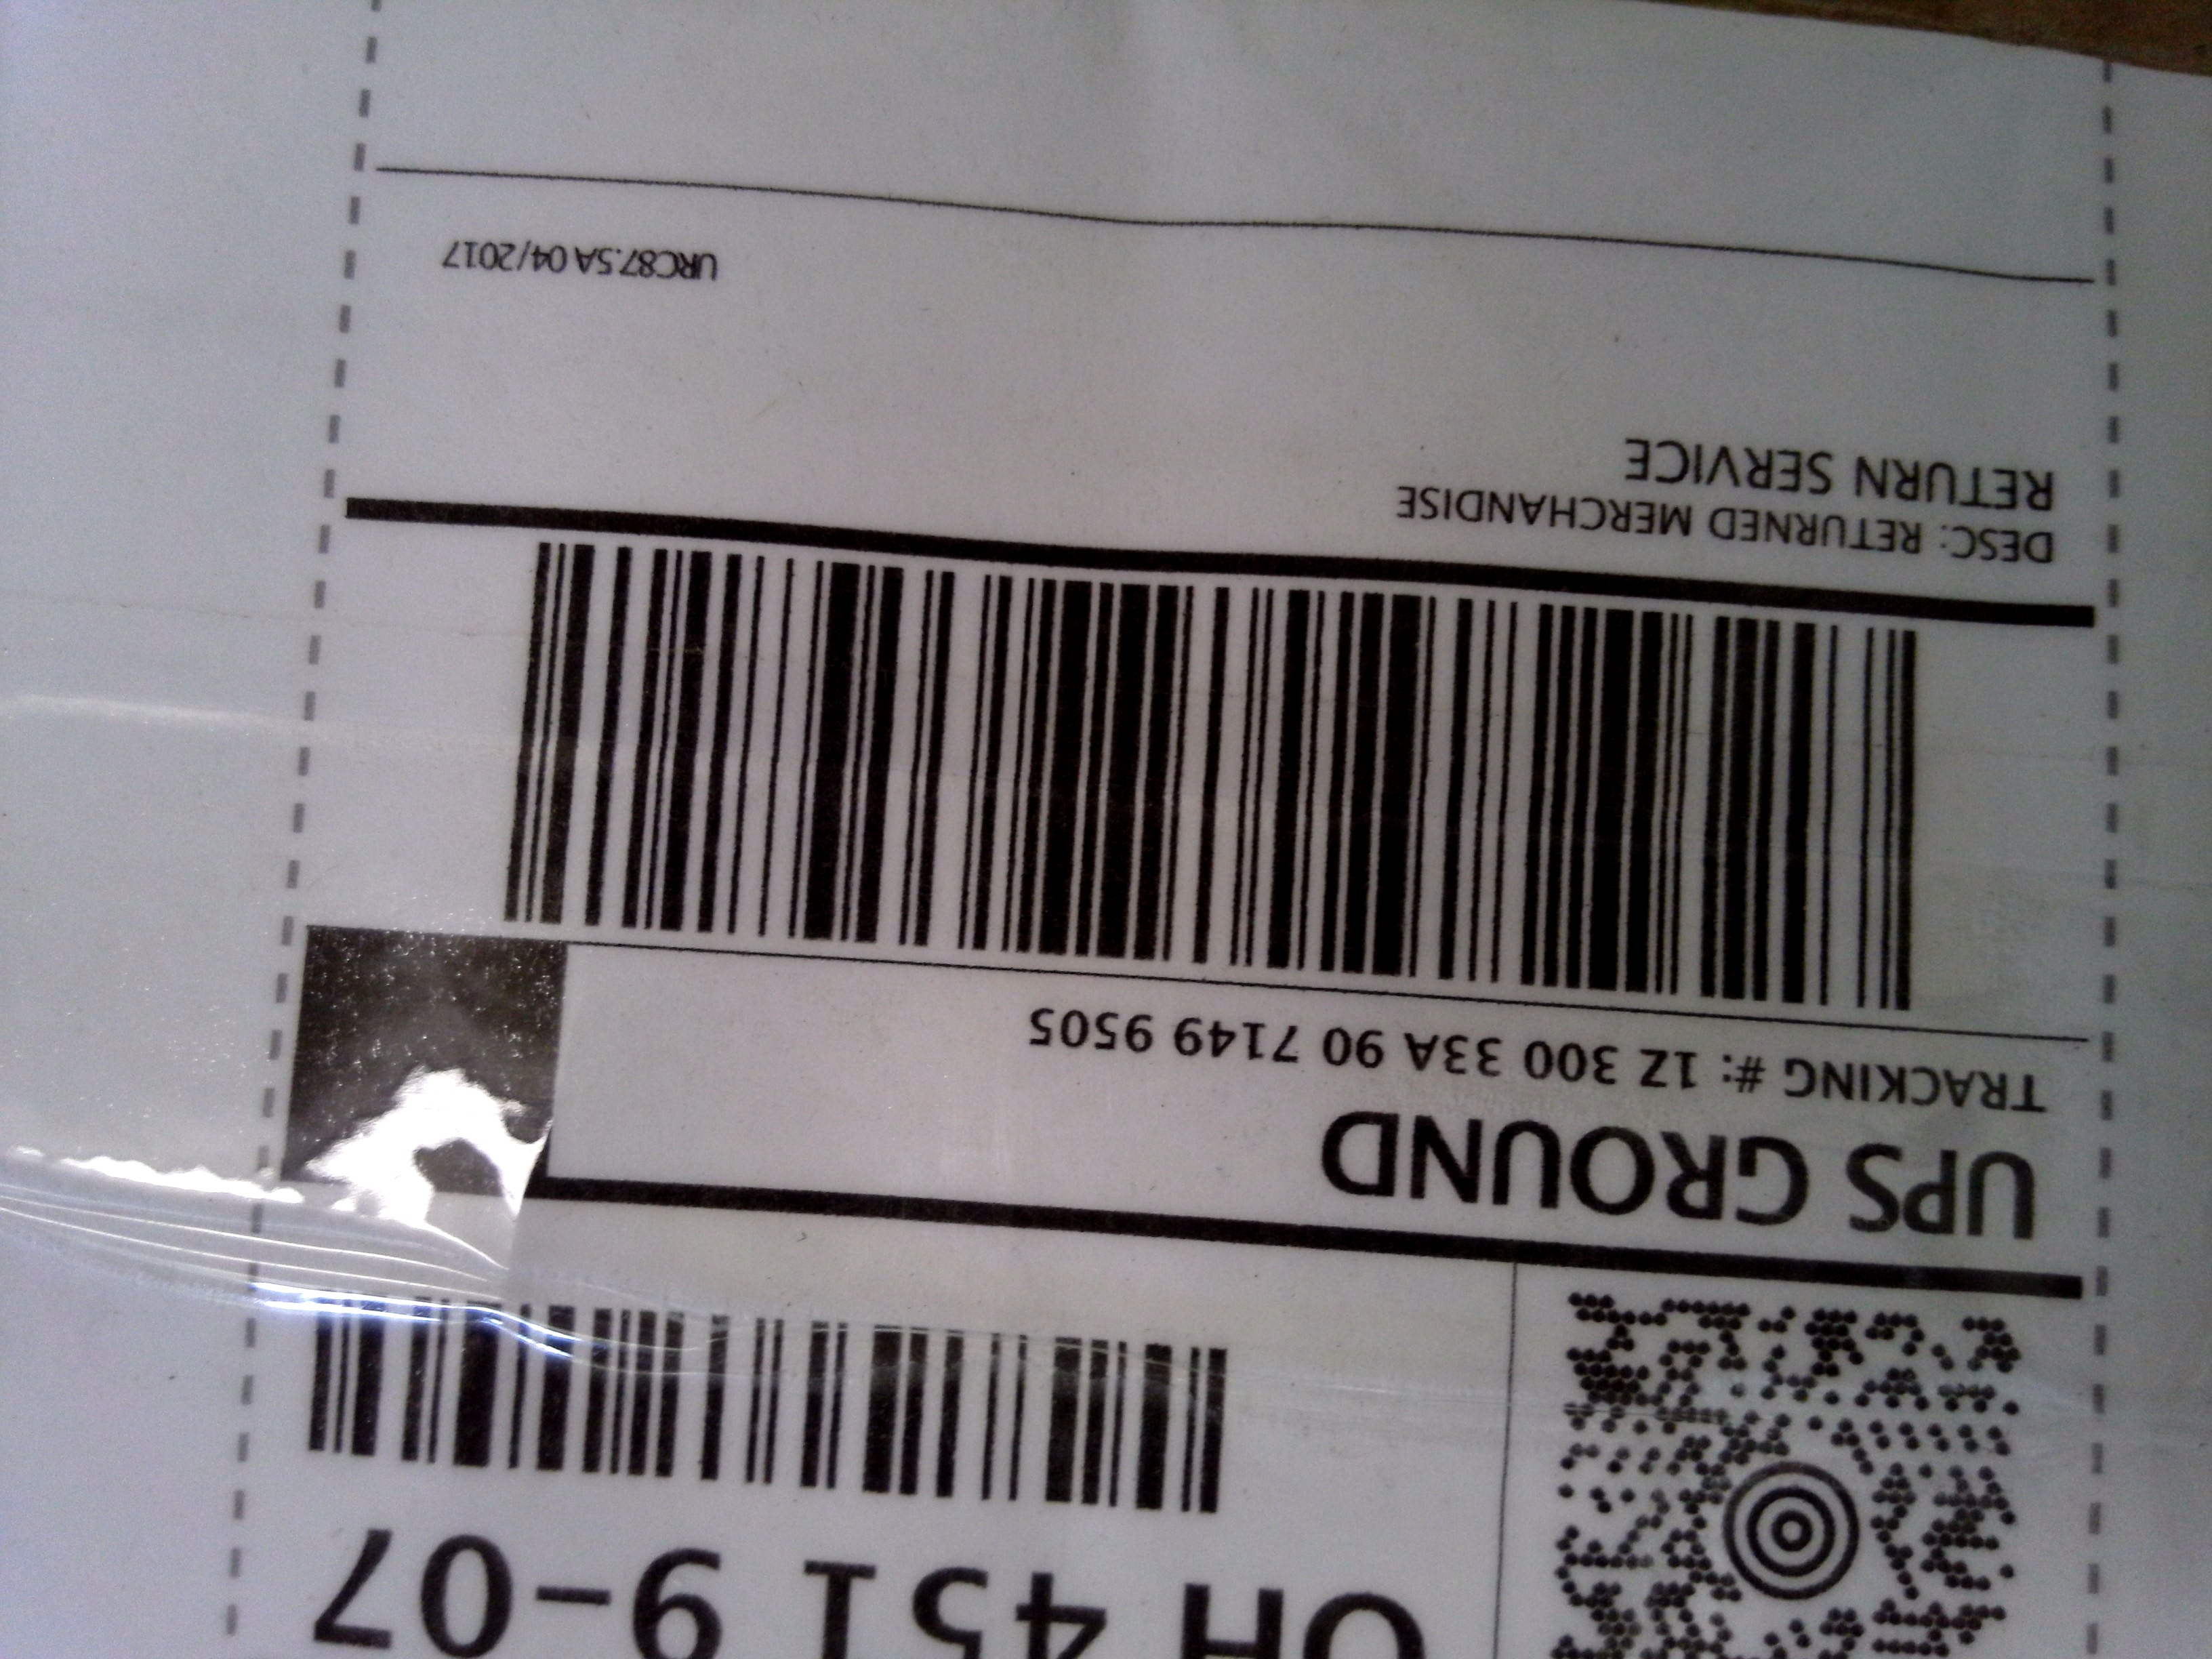 OH 451 9-07
UPS GROUND
TRACKING #: 1Z 300 33A 90 7149 9505
DESC: RETURNED MERCHANDISE
RETURN SERVICE
URC87.5A 04/2017